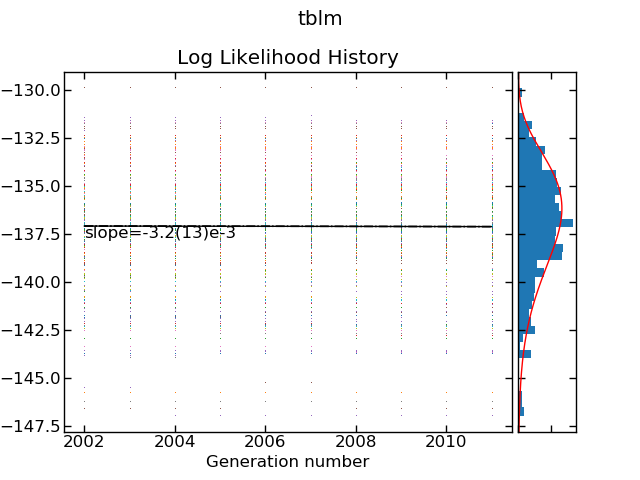 tblm
Log Likelihood History
−130.0
−132.5
−135.0
−137.5
−140.0
−142.5
−145.0
−147.5
slope=-3.2(13)e-3
2002 2004 2006 2008 2010
Generation number